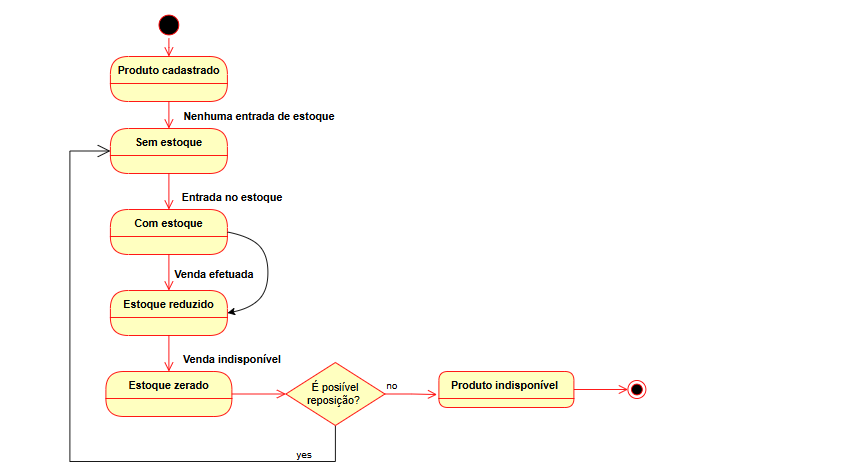 Produto cadastrado
Nenhuma entrada de estoque
Sem estoque
Entrada no estoque
Com estoque
Venda efetuada
Estoque reduzido
Venda indisponível
Estoque zerado
É posiível
reposição?
no
Produto indisponível
yes